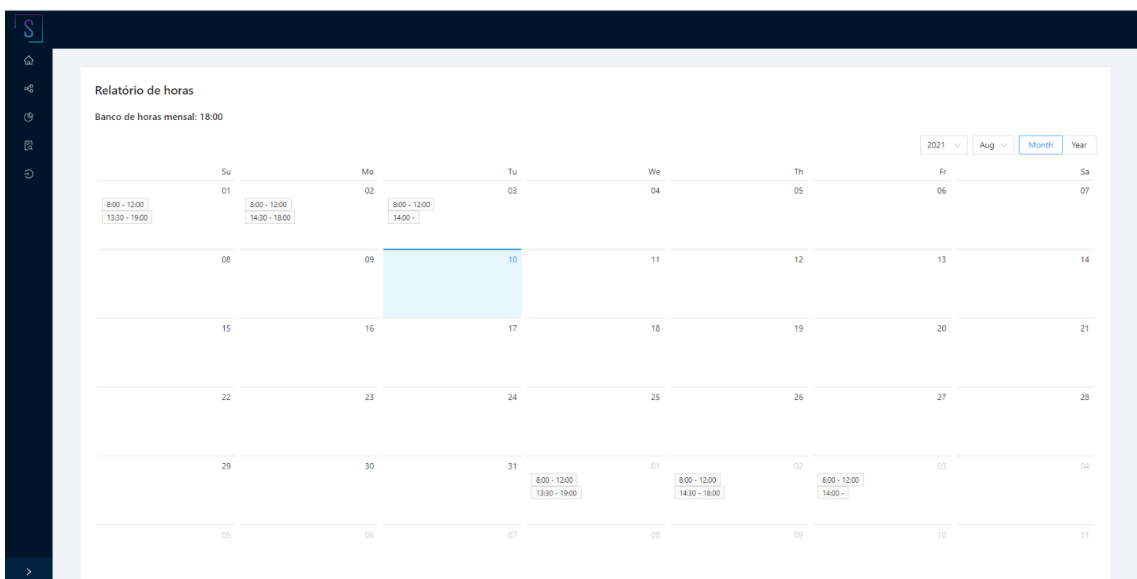 S
Relatório de horas
Banco de horas mensal: 18:00
2021 Aug Month Year
Su Mo Tu We Th Fr Sa
01 02 03 04 05 06 07
8:00 - 12:00 8:00 - 12:00 8:00 - 12:00
13:30 - 19:00 14:30 - 18:00 14:00 -
08 09 10 11 12 13 14
15 16 17 18 19 20 21
22 23 24 25 26 27 28
29 30 31 01 02 03 04
8:00 - 12:00 8:00 - 12:00 8:00 - 12:00
13:30 - 19:00 14:30 - 18:00 14:00 -
05 06 07 08 09 10 11